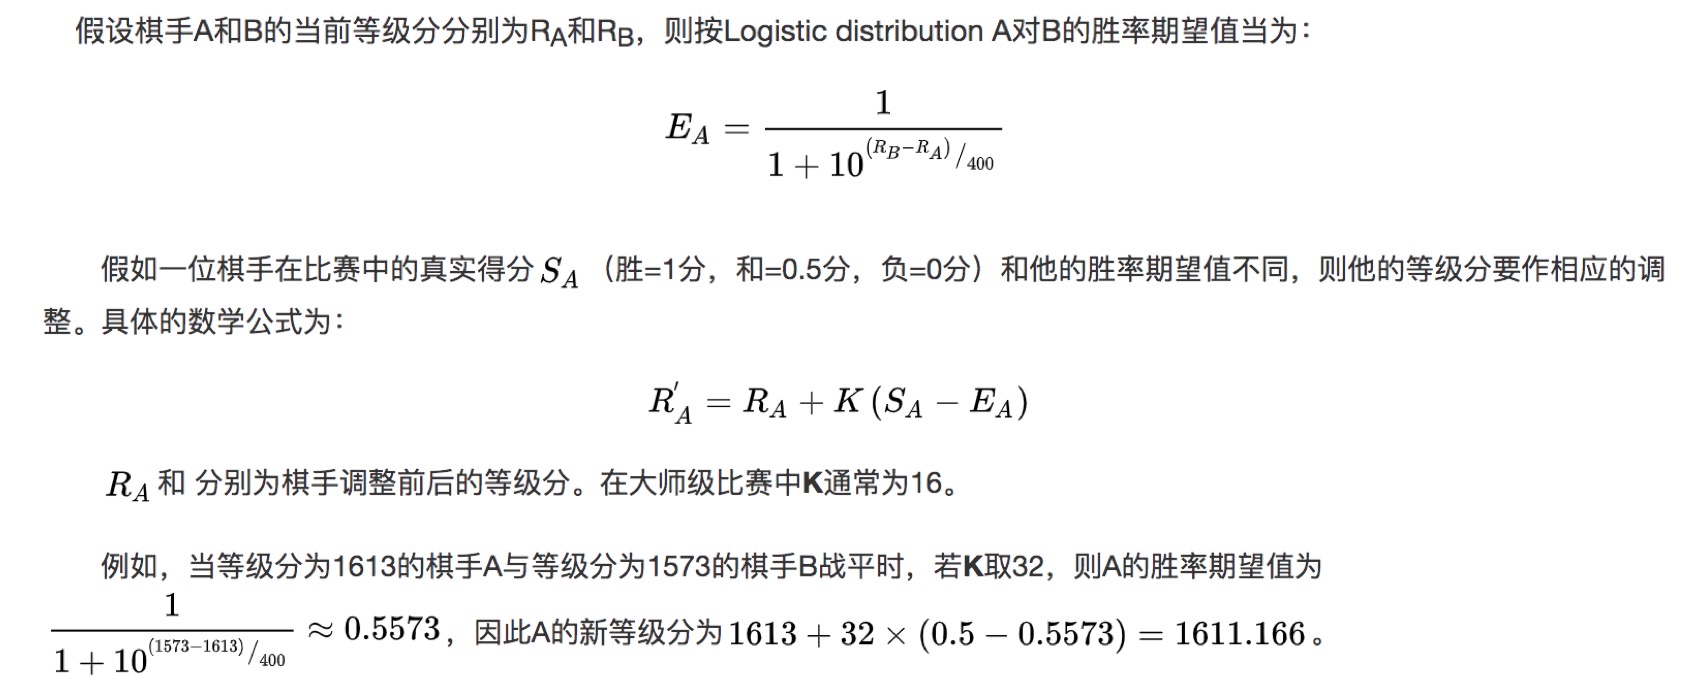 假设棋手A和B的当前等级分分别为R_A和R_B，则按Logistic distribution A对B的胜率期望值当为：
E_A = \frac{1}{1 + 10^{(R_B - R_A)/400}}
假如一位棋手在比赛中的真实得分 S_A （胜=1分，和=0.5分，负=0分）和他的胜率期望值不同，则他的等级分要作相应的调
整。具体的数学公式为：
R'_A = R_A + K(S_A - E_A)
R_A 和 分别为棋手调整前后的等级分。在大师级比赛中K通常为16。
例如，当等级分为1613的棋手A与等级分为1573的棋手B战平时，若K取32，则A的胜率期望值为
\frac{1}{1 + 10^{(1573-1613)/400}} ≈ 0.5573，因此A的新等级分为 1613 + 32 × (0.5 − 0.5573) = 1611.166。